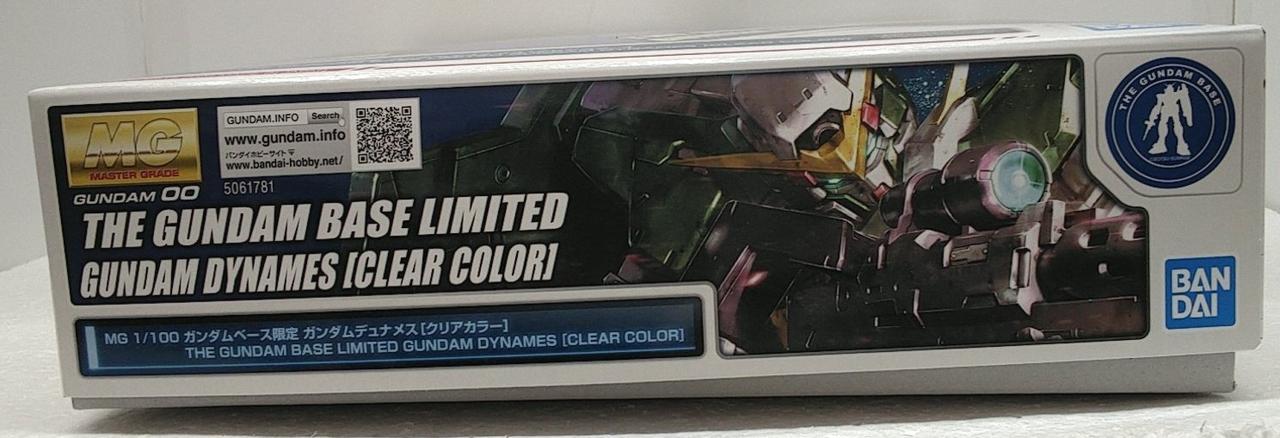 MG
MASTER GRADE
GUNDAM.INFO Search
www.gundam.info
バンダイホビーサイト
www.bandai-hobby.net/
GUNDAM 00
5061781
THE GUNDAM BASE LIMITED
GUNDAM DYNAMES [CLEAR COLOR]
MG 1/100 ガンダムベース限定 ガンダムデュナメス [クリアカラー]
THE GUNDAM BASE LIMITED GUNDAM DYNAMES [CLEAR COLOR]
THE GUNDAM BASE
BAN
DAI